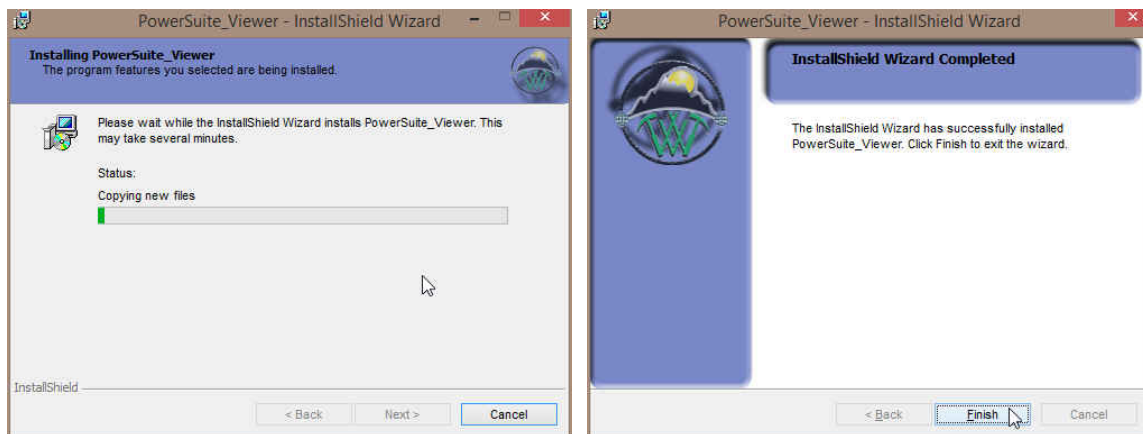 PowerSuite_Viewer - InstallShield Wizard
Installing PowerSuite_Viewer
The program features you selected are being installed.
Please wait while the InstallShield Wizard installs PowerSuite_Viewer. This
may take several minutes.
Status:
Copying new files
InstallShield
< Back
Next >
Cancel
PowerSuite_Viewer - InstallShield Wizard
InstallShield Wizard Completed
The InstallShield Wizard has successfully installed
PowerSuite_Viewer. Click Finish to exit the wizard.
< Back
Finish
Cancel